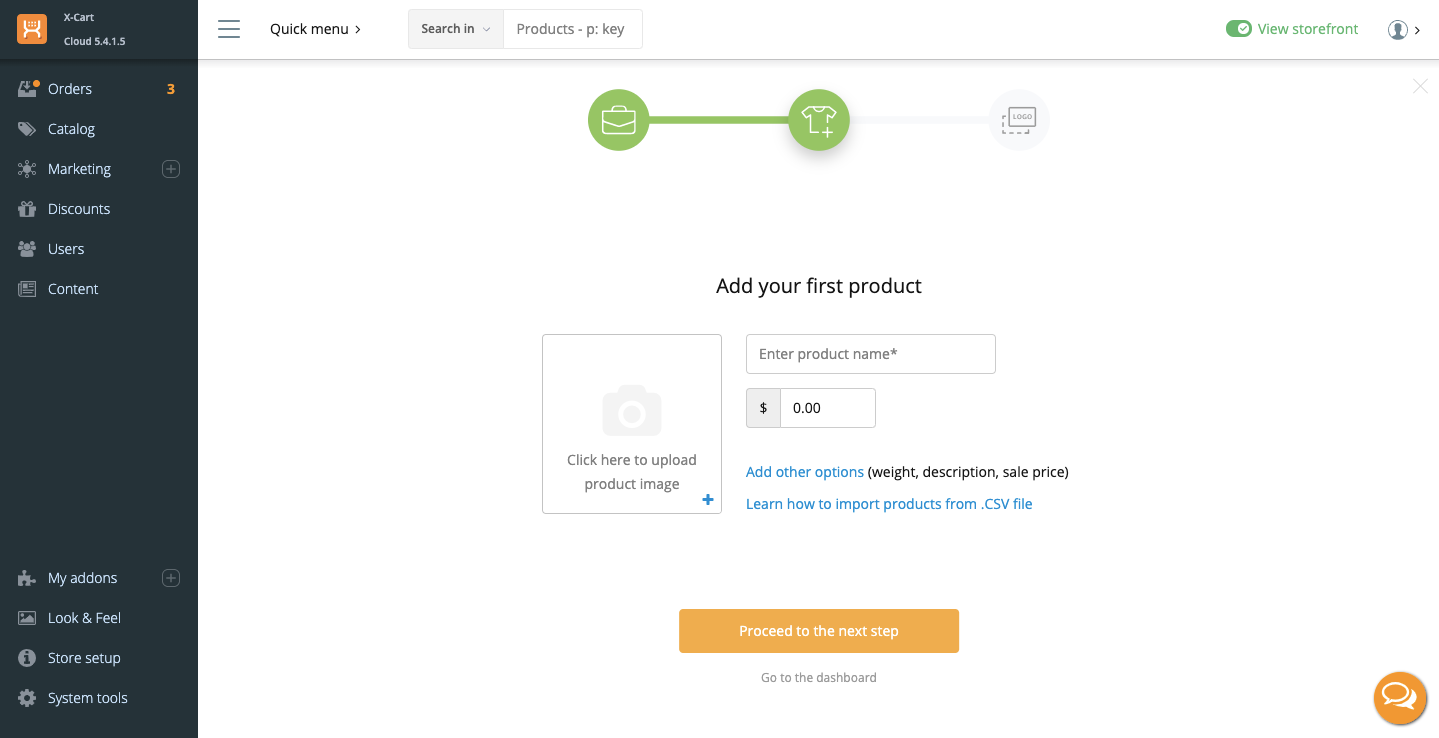 X-Cart
Cloud 5.4.1.5
Quick menu
Search in
Products - p: key
View storefront
Orders 3
Catalog
Marketing
Discounts
Users
Content
LOGO
Add your first product
Click here to upload
product image
Enter product name*
$ 0.00
Add other options (weight, description, sale price)
Learn how to import products from .CSV file
My addons
Look & Feel
Store setup
System tools
Proceed to the next step
Go to the dashboard